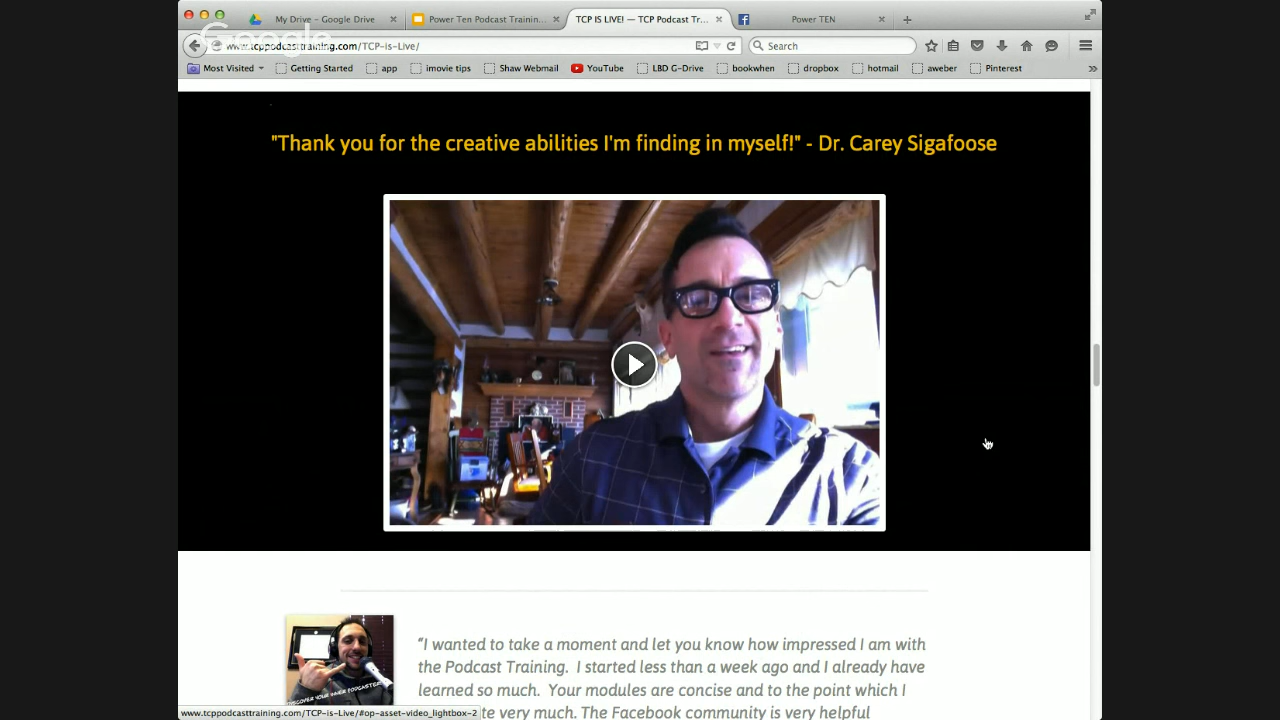 My Drive – Google Drive
Power Ten Podcast Trainin...
TCP IS LIVE! — TCP Podcast Tr...
Power TEN
Google
www.tcppodcasttraining.com/TCP-is-Live/
Search
Most Visited
Getting Started
app
imovie tips
Shaw Webmail
YouTube
LBD G-Drive
bookwhen
dropbox
hotmail
aweber
Pinterest
"Thank you for the creative abilities I'm finding in myself!" - Dr. Carey Sigafoose
"I wanted to take a moment and let you know how impressed I am with
the Podcast Training. I started less than a week ago and I already have
learned so much. Your modules are concise and to the point which I
te very much. The Facebook community is very helpful
DISCOVER YOUR INNER PODCASTER
www.tcppodcasttraining.com/TCP-is-Live/#op-asset-video_lightbox-2